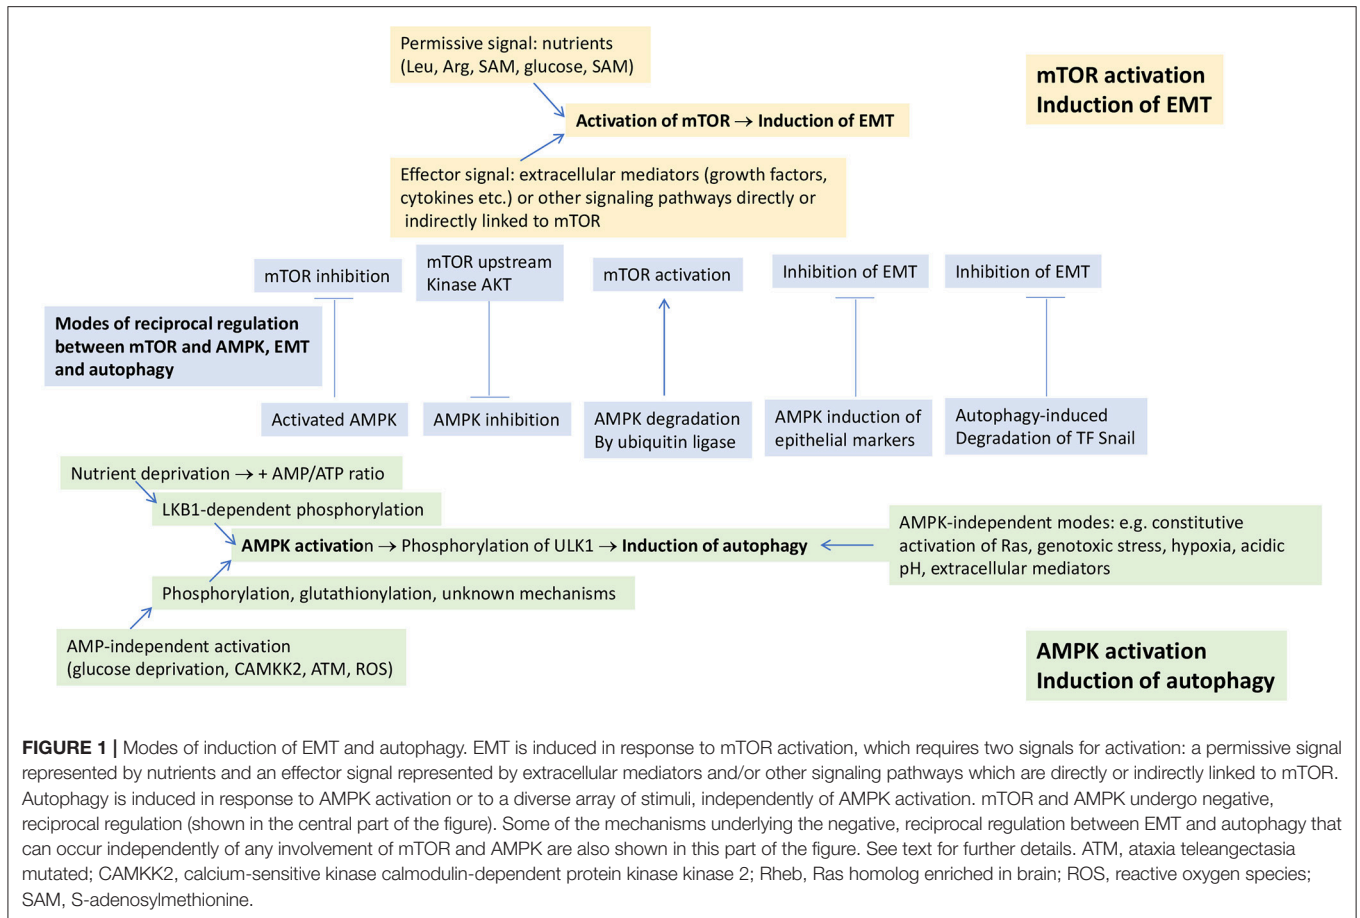 Permissive signal: nutrients
(Leu, Arg, SAM, glucose, SAM)
mTOR activation
Induction of EMT
Activation of mTOR → Induction of EMT
Effector signal: extracellular mediators (growth factors,
cytokines etc.) or other signaling pathways directly or
indirectly linked to mTOR
mTOR inhibition
mTOR upstream
Kinase AKT
mTOR activation
Inhibition of EMT
Inhibition of EMT
Modes of reciprocal regulation
between mTOR and AMPK, EMT
and autophagy
Activated AMPK
AMPK inhibition
AMPK degradation
By ubiquitin ligase
AMPK induction of
epithelial markers
Autophagy-induced
Degradation of TF Snail
Nutrient deprivation → + AMP/ATP ratio
LKB1-dependent phosphorylation
AMPK activation → Phosphorylation of ULK1 → Induction of autophagy
AMPK-independent modes: e.g. constitutive
activation of Ras, genotoxic stress, hypoxia, acidic
pH, extracellular mediators
Phosphorylation, glutathionylation, unknown mechanisms
AMP-independent activation
(glucose deprivation, CAMKK2, ATM, ROS)
AMPK activation
Induction of autophagy
FIGURE 1 | Modes of induction of EMT and autophagy. EMT is induced in response to mTOR activation, which requires two signals for activation: a permissive signal
represented by nutrients and an effector signal represented by extracellular mediators and/or other signaling pathways which are directly or indirectly linked to mTOR.
Autophagy is induced in response to AMPK activation or to a diverse array of stimuli, independently of AMPK activation. mTOR and AMPK undergo negative,
reciprocal regulation (shown in the central part of the figure). Some of the mechanisms underlying the negative, reciprocal regulation between EMT and autophagy that
can occur independently of any involvement of mTOR and AMPK are also shown in this part of the figure. See text for further details. ATM, ataxia teleangectasia
mutated; CAMKK2, calcium-sensitive kinase calmodulin-dependent protein kinase kinase 2; Rheb, Ras homolog enriched in brain; ROS, reactive oxygen species;
SAM, S-adenosylmethionine.